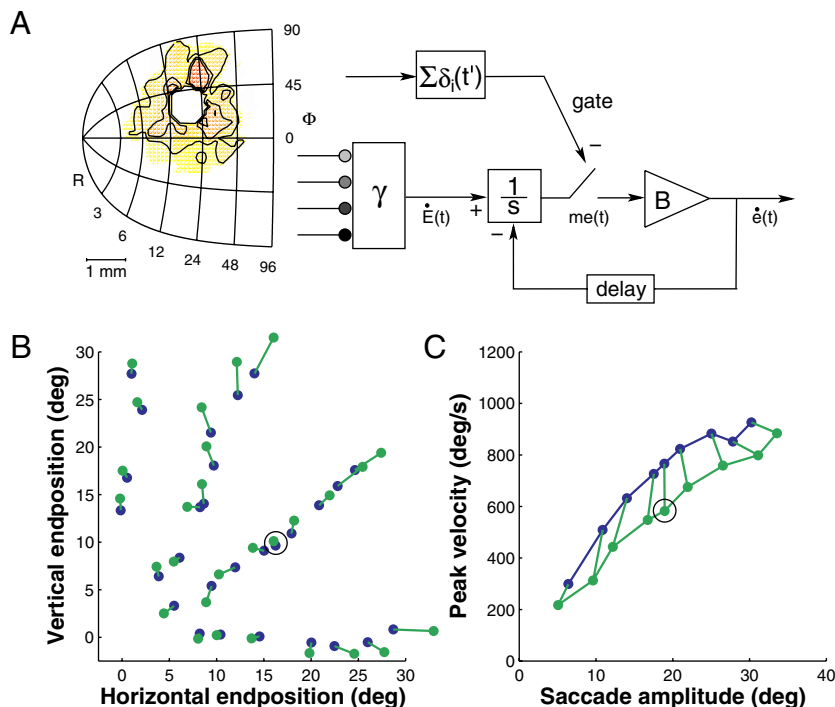 A
90
45
0
Φ
R
3
6
12
24
48
96
1 mm
Σδi(t')
gate
−
γ
Ė(t)
+
−
1/s
me(t)
B
ė(t)
delay
B
Vertical endposition (deg)
30
25
20
15
10
5
0
0 5 10 15 20 25 30
Horizontal endposition (deg)
C
Peak velocity (deg/s)
1200
1000
800
600
400
200
0
0 10 20 30 40
Saccade amplitude (deg)